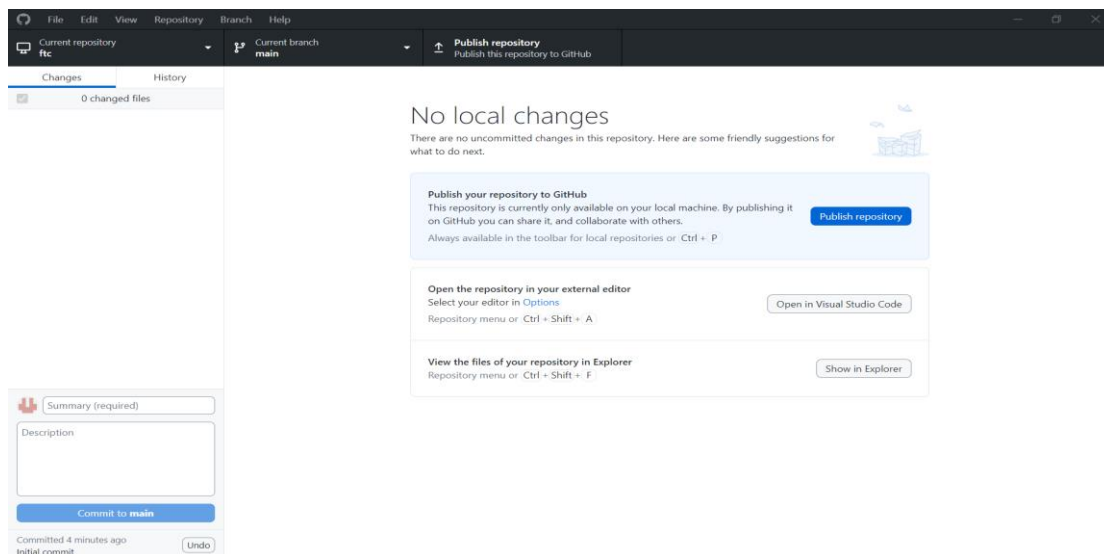 File Edit View Repository Branch Help
Current repository
ftc
Current branch
main
Publish repository
Publish this repository to GitHub
Changes History
0 changed files
No local changes
There are no uncommitted changes in this repository. Here are some friendly suggestions for
what to do next.
Publish your repository to GitHub
This repository is currently only available on your local machine. By publishing it
on GitHub you can share it, and collaborate with others.
Always available in the toolbar for local repositories or Ctrl + P
Publish repository
Open the repository in your external editor
Select your editor in Options
Repository menu or Ctrl + Shift + A
Open in Visual Studio Code
View the files of your repository in Explorer
Repository menu or Ctrl + Shift + F
Show in Explorer
Summary (required)
Description
Commit to main
Committed 4 minutes ago
Initial commit
Undo